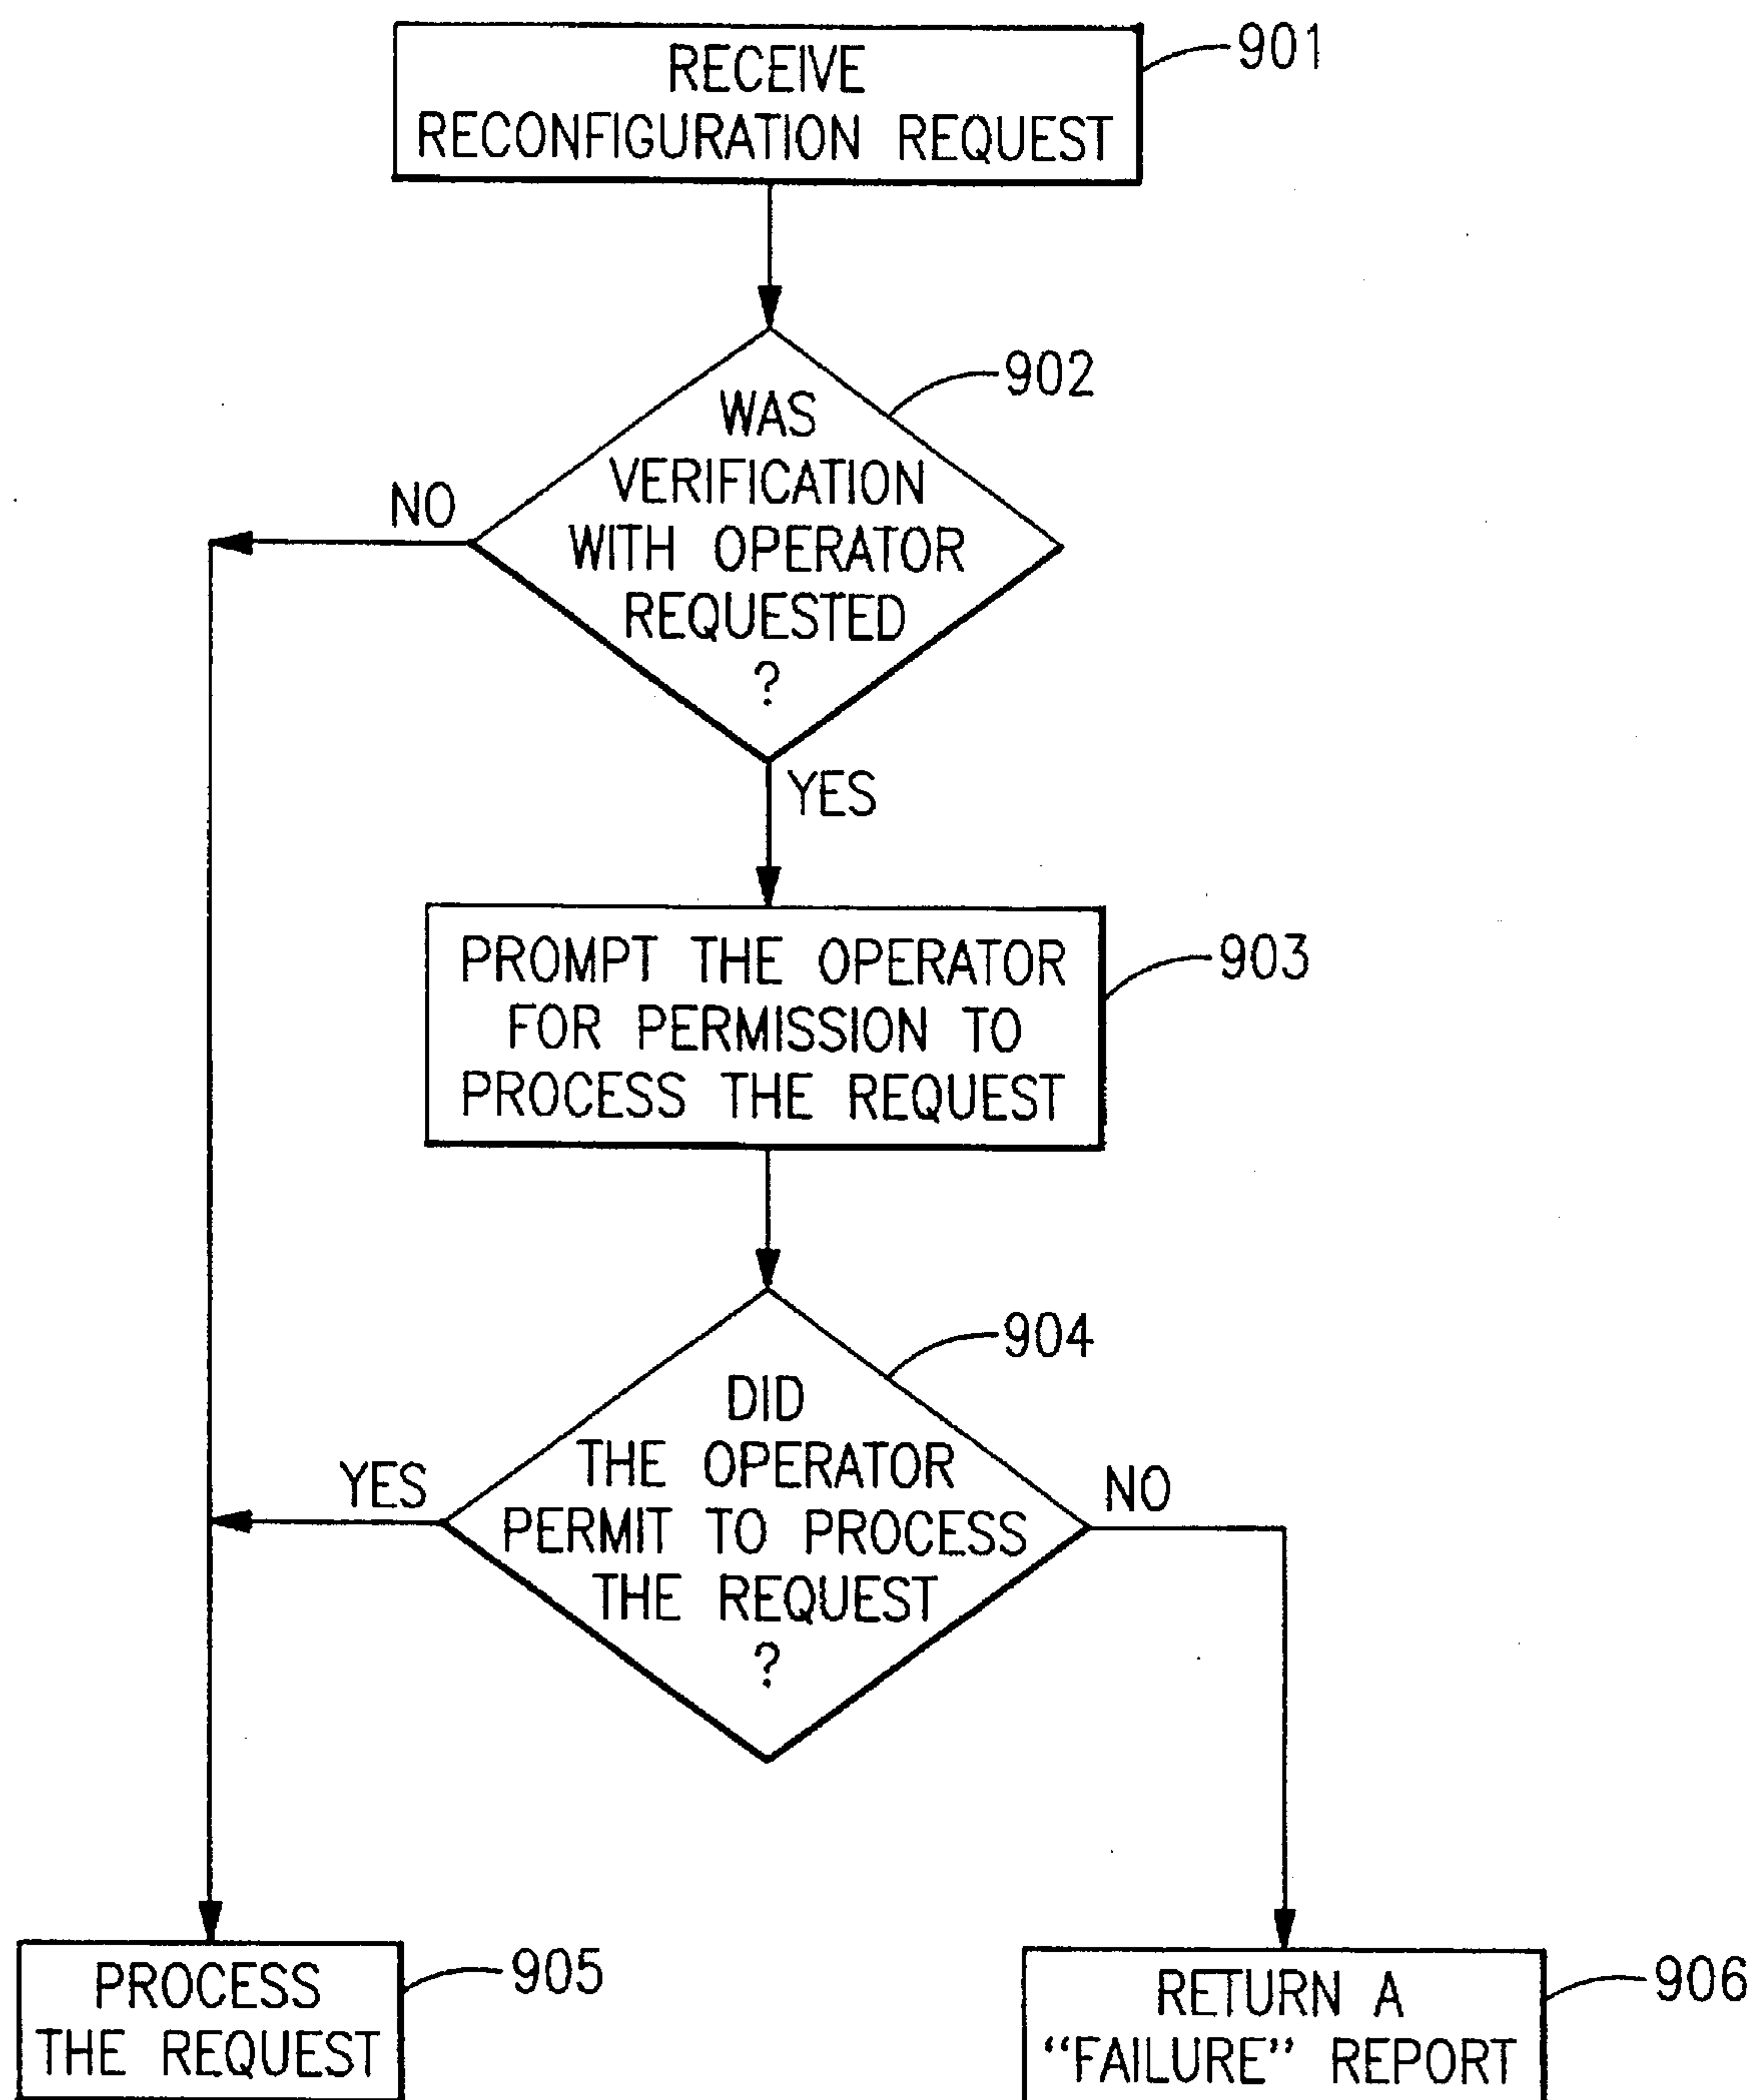 RECEIVE
RECONFIGURATION REQUEST
901
902
WAS
VERIFICATION
WITH OPERATOR
REQUESTED
?
NO
YES
PROMPT THE OPERATOR
FOR PERMISSION TO
PROCESS THE REQUEST
903
904
DID
THE OPERATOR
PERMIT TO PROCESS
THE REQUEST
?
YES
NO
PROCESS
THE REQUEST
905
RETURN A
“FAILURE” REPORT
906